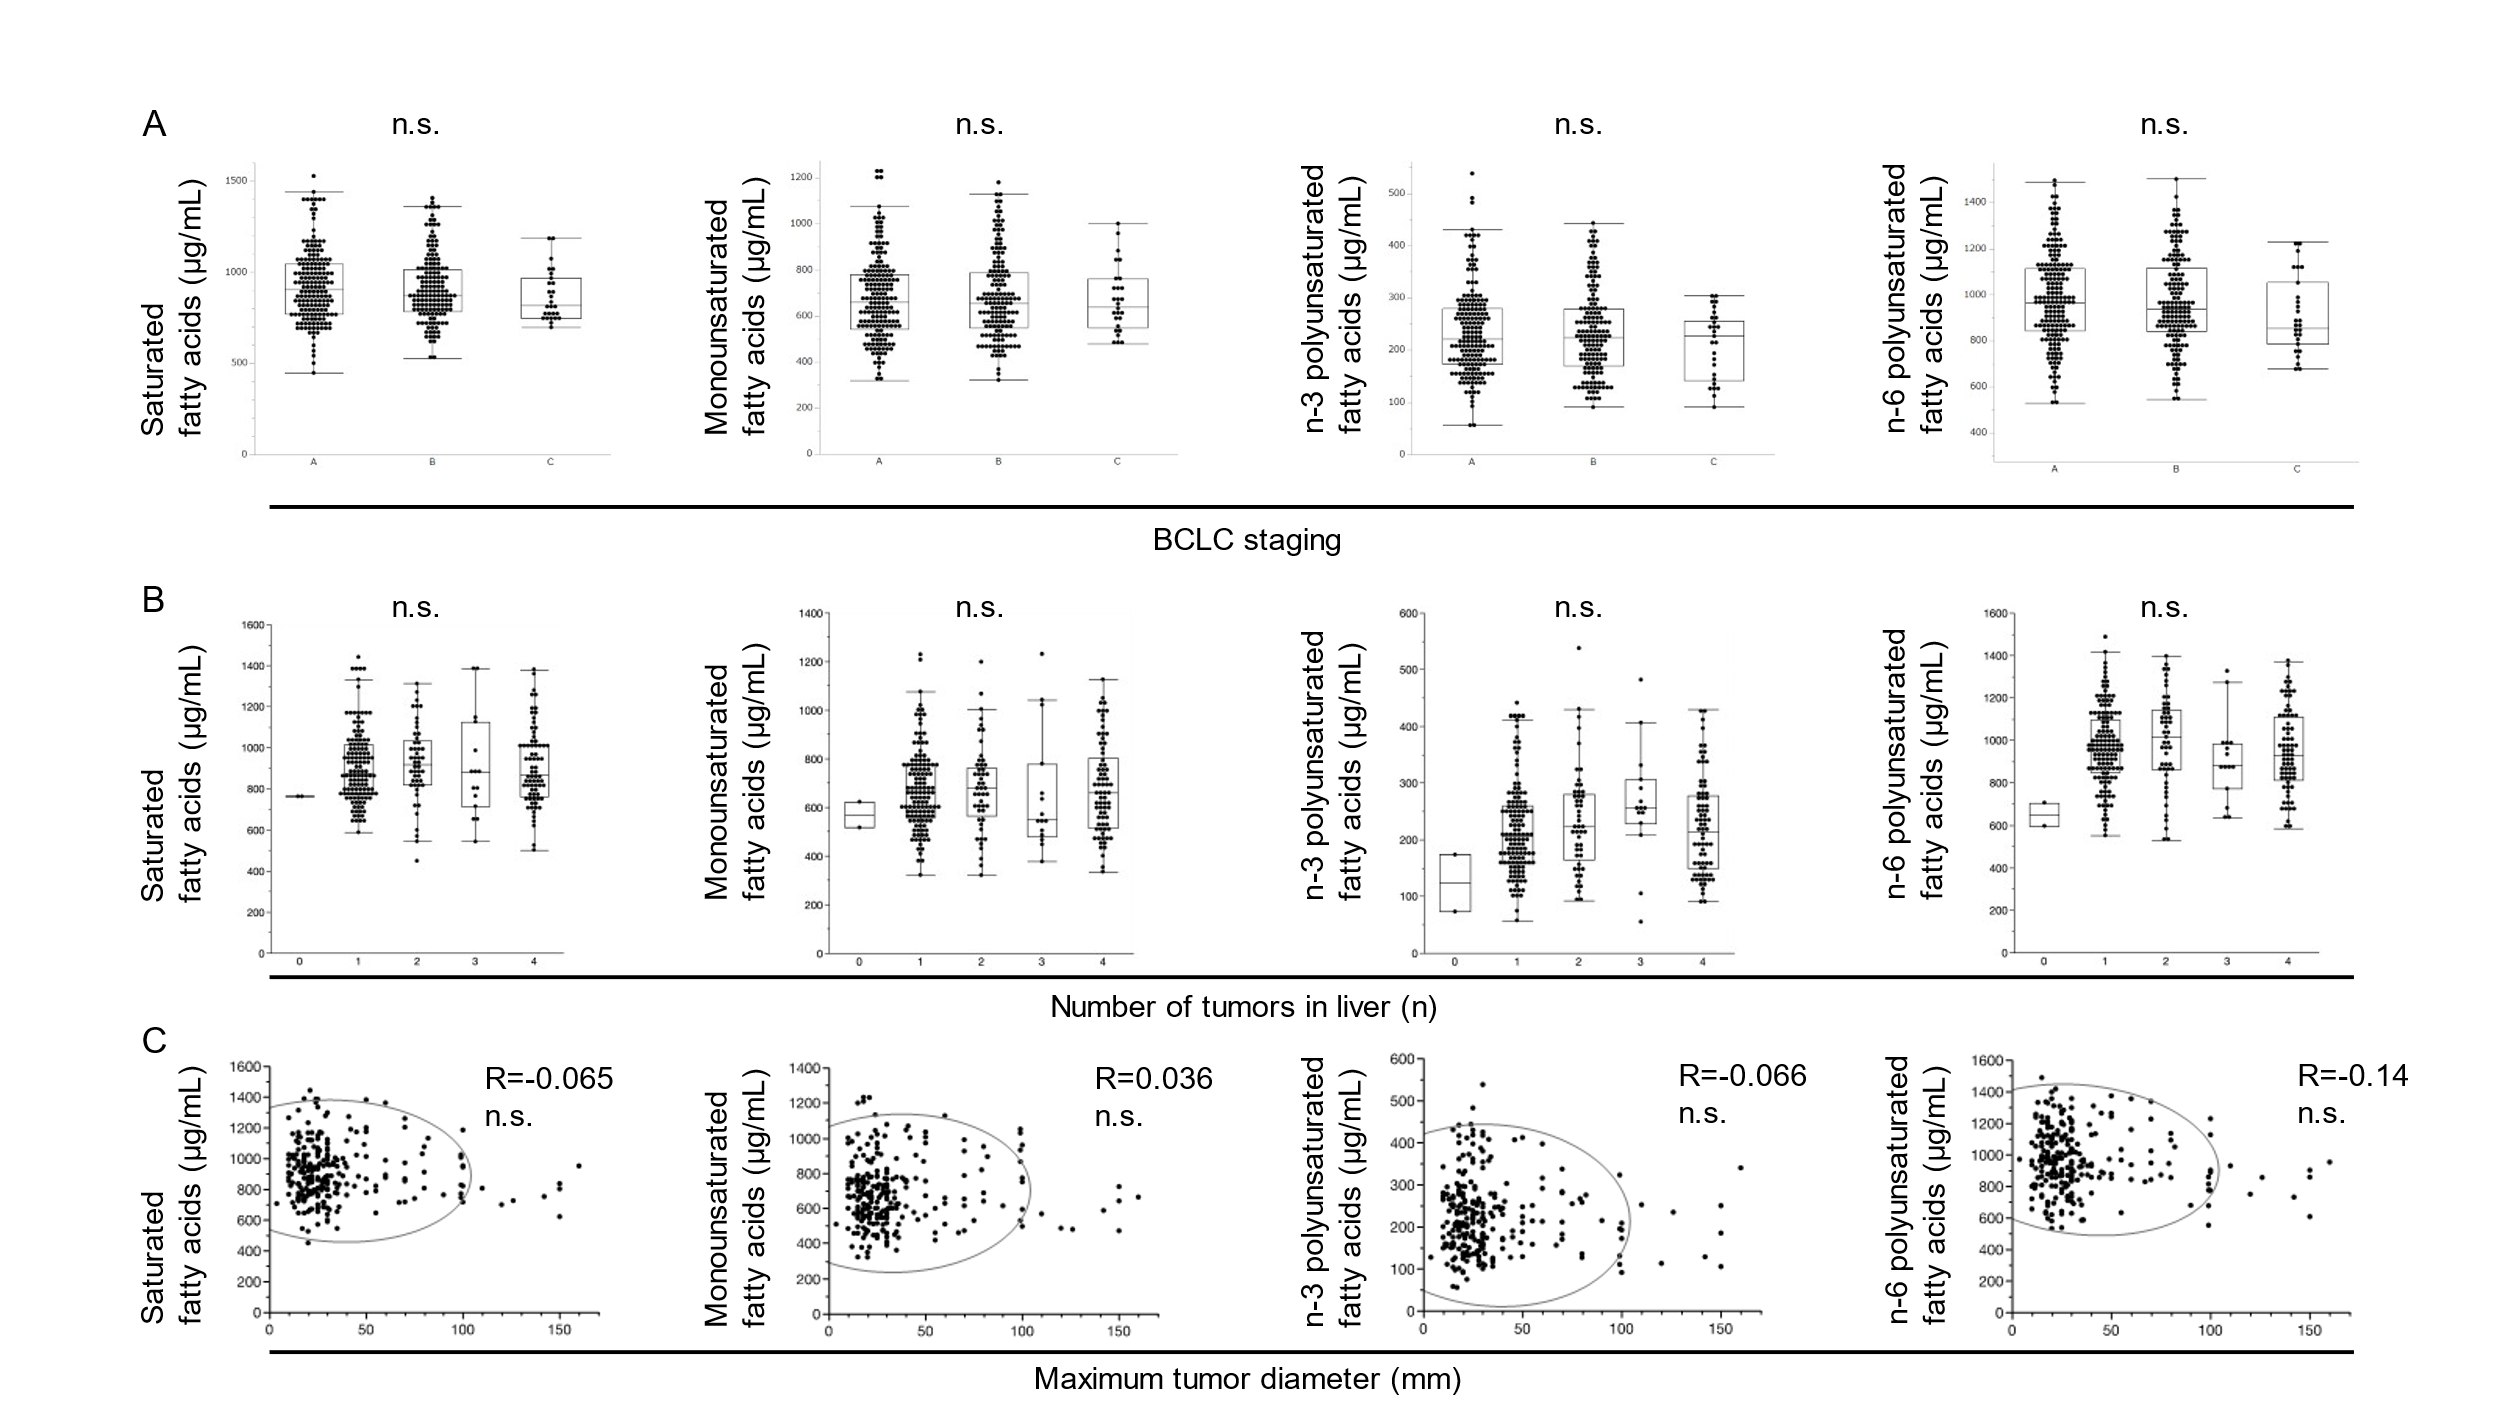 A
n.s.
n.s.
n.s.
n.s.
Saturated
fatty acids (µg/mL)
1500
1000
500
0
A B C
Monounsaturated
fatty acids (µg/mL)
1200
1000
800
600
400
200
0
A B C
n-3 polyunsaturated
fatty acids (µg/mL)
500
400
300
200
100
0
A B C
n-6 polyunsaturated
fatty acids (µg/mL)
1400
1200
1000
800
600
400
A B C
BCLC staging
B
n.s.
n.s.
n.s.
n.s.
Saturated
fatty acids (µg/mL)
1600
1400
1200
1000
800
600
400
200
0
0 1 2 3 4
Monounsaturated
fatty acids (µg/mL)
1400
1200
1000
800
600
400
200
0
0 1 2 3 4
n-3 polyunsaturated
fatty acids (µg/mL)
600
500
400
300
200
100
0
0 1 2 3 4
n-6 polyunsaturated
fatty acids (µg/mL)
1600
1400
1200
1000
800
600
400
200
0
0 1 2 3 4
Number of tumors in liver (n)
C
Saturated
fatty acids (µg/mL)
1600
1400
1200
1000
800
600
400
200
0
0 50 100 150
R=-0.065
n.s.
Monounsaturated
fatty acids (µg/mL)
1400
1200
1000
800
600
400
200
0
0 50 100 150
R=0.036
n.s.
n-3 polyunsaturated
fatty acids (µg/mL)
600
500
400
300
200
100
0
0 50 100 150
R=-0.066
n.s.
n-6 polyunsaturated
fatty acids (µg/mL)
1600
1400
1200
1000
800
600
400
200
0
0 50 100 150
R=-0.14
n.s.
Maximum tumor diameter (mm)